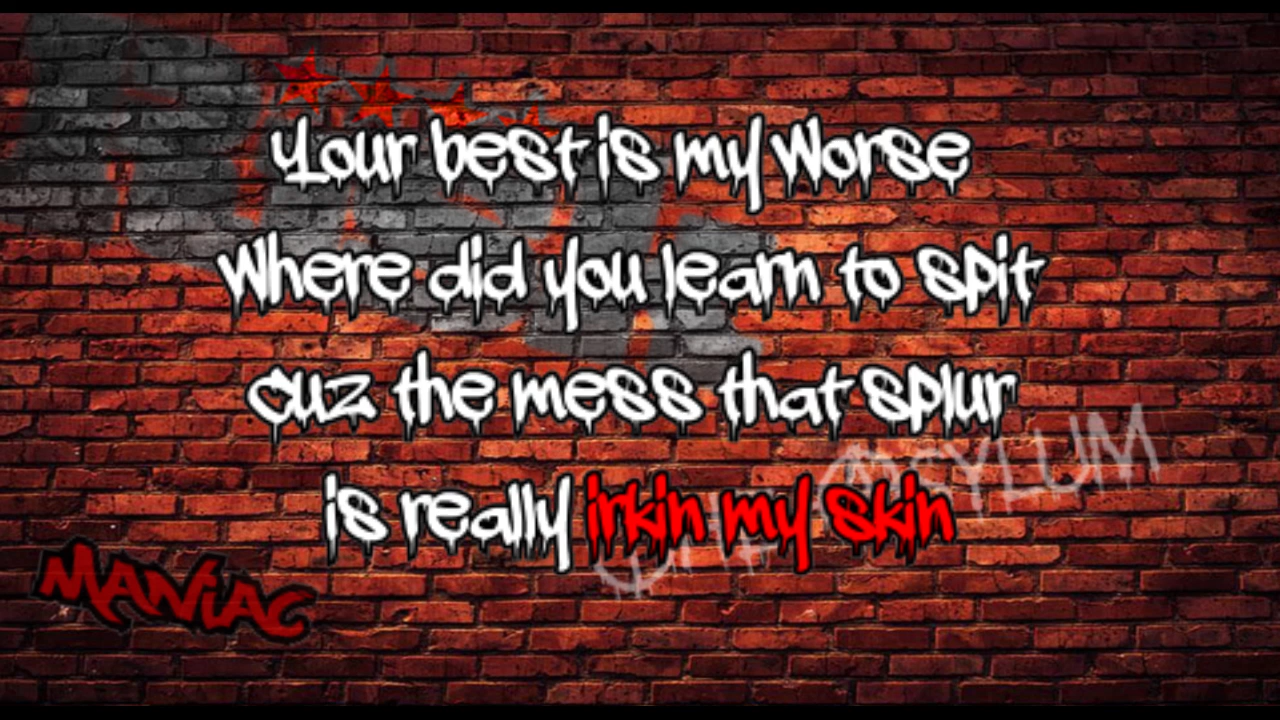 Your best is my Worse
Where did you learn to spit
cuz the mess that splur
is really irkin my skin
ASYLUM
MANiAC